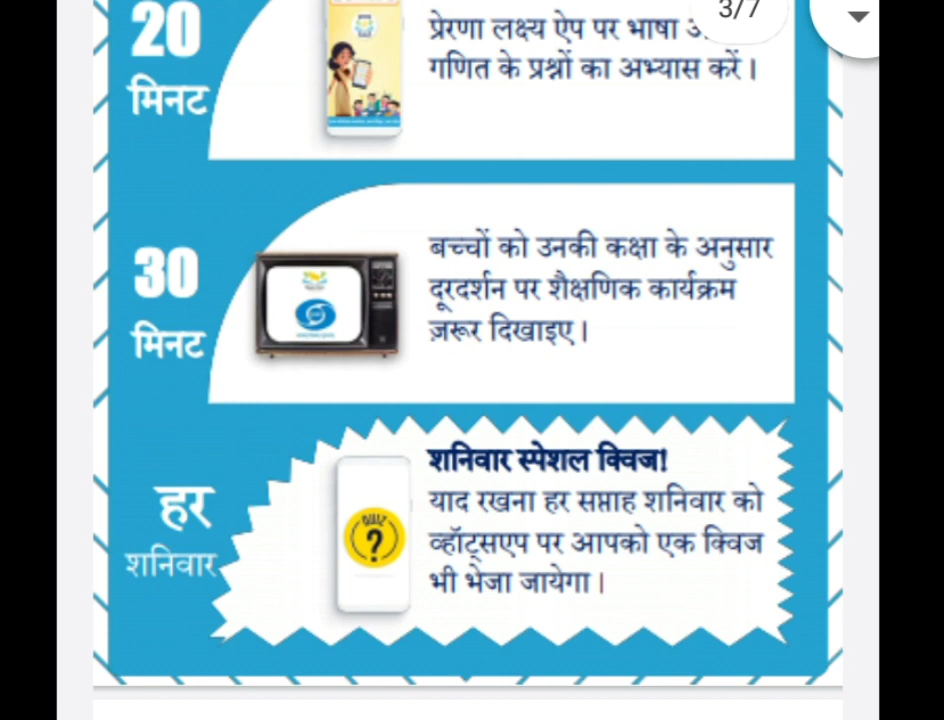 3/7
20
मिनट
प्रेरणा लक्ष्य ऐप पर भाषा
गणित के प्रश्नों का अभ्यास करें।
30
मिनट
बच्चों को उनकी कक्षा के अनुसार
दूरदर्शन पर शैक्षणिक कार्यक्रम
ज़रूर दिखाइए।
हर
शनिवार
शनिवार स्पेशल क्विज!
याद रखना हर सप्ताह शनिवार को
व्हॉट्सएप पर आपको एक क्विज
भी भेजा जायेगा।
QUIZ
?